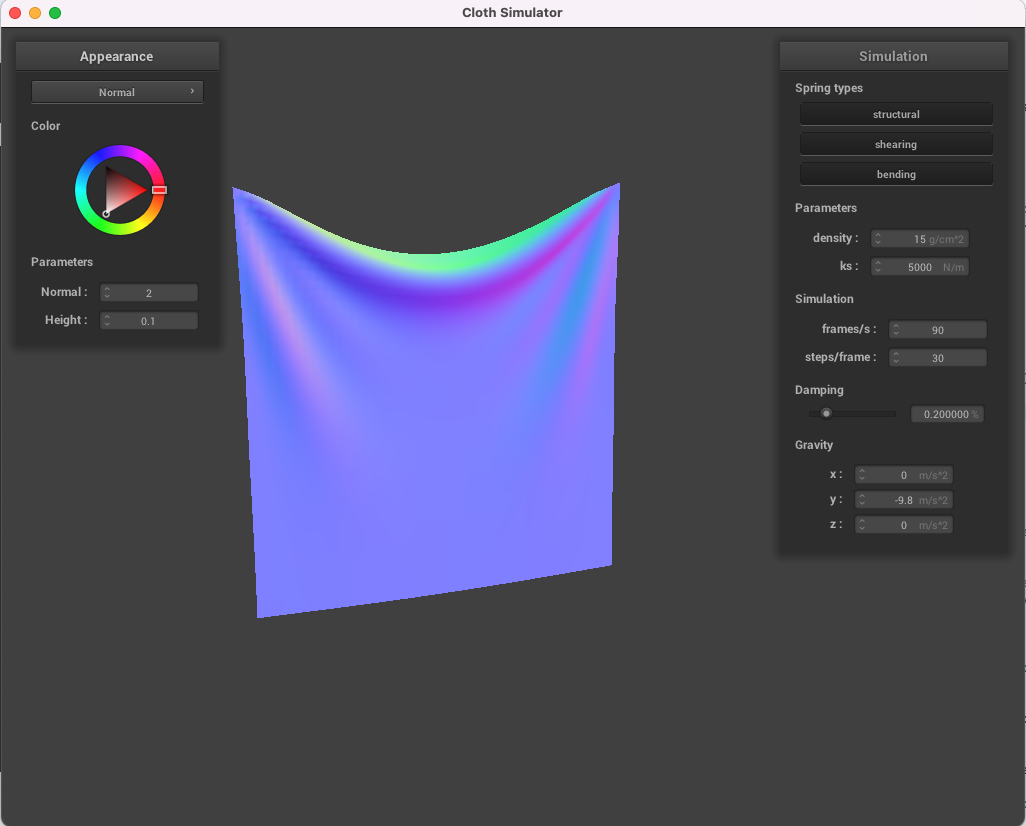 Cloth Simulator
Appearance
Normal
Color
Parameters
Normal : 2
Height : 0.1
Simulation
Spring types
structural
shearing
bending
Parameters
density : 15 g/cm^2
ks : 5000 N/m
Simulation
frames/s : 90
steps/frame : 30
Damping
0.200000 %
Gravity
x : 0 m/s^2
y : -9.8 m/s^2
z : 0 m/s^2